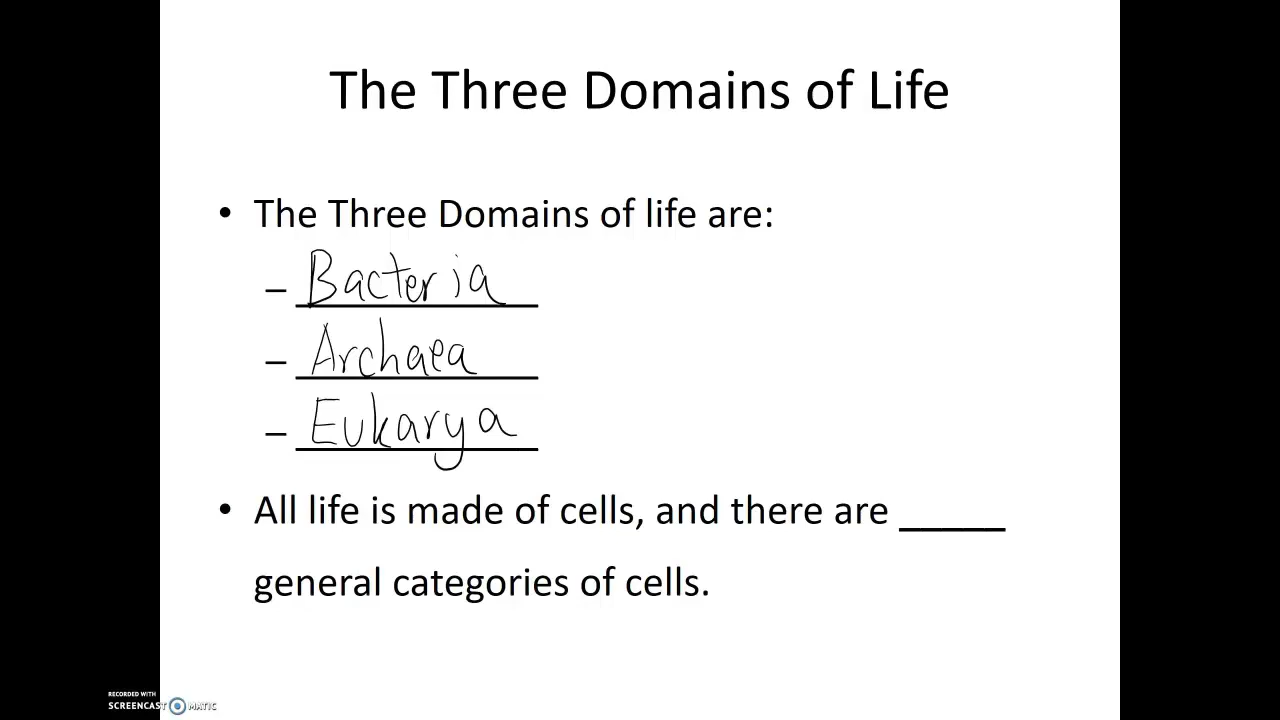 The Three Domains of Life
• The Three Domains of life are:
– Bacteria
– Archaea
– Eukarya
• All life is made of cells, and there are _____
general categories of cells.
RECORDED WITH
SCREENCAST MATIC